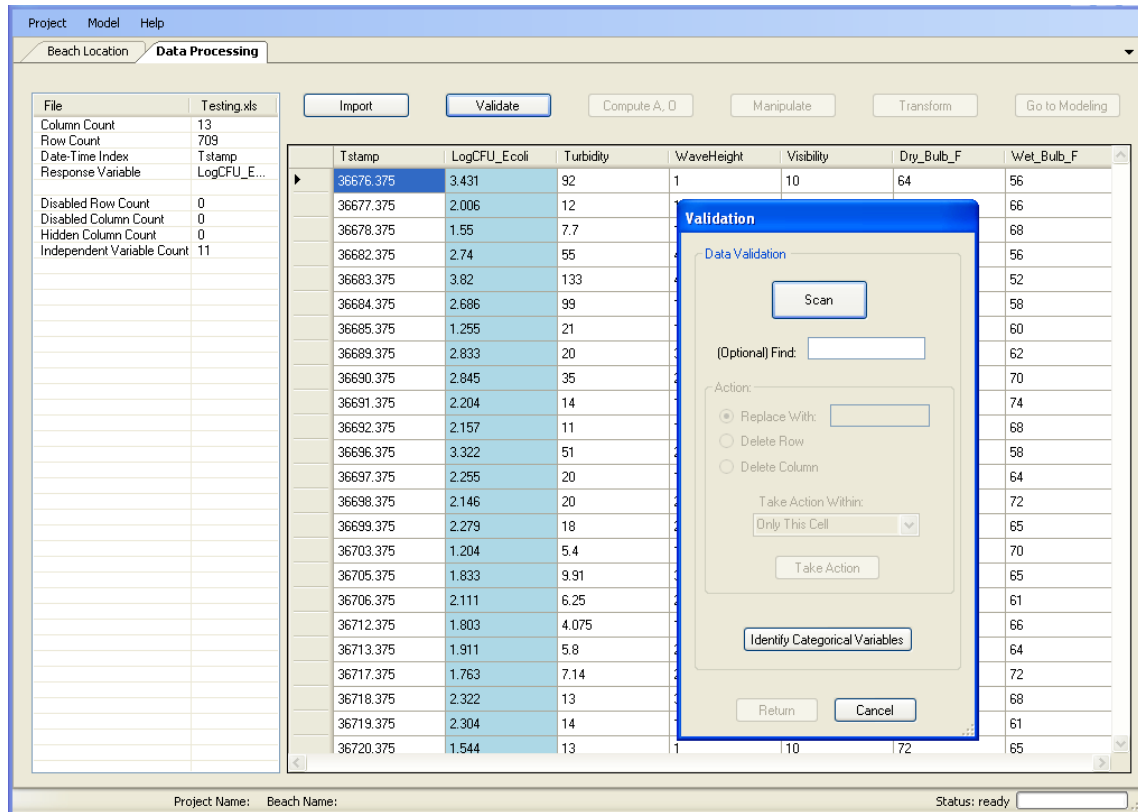 Project Model Help
Beach Location Data Processing
File Testing.xls
Column Count 13
Row Count 709
Date-Time Index Tstamp
Response Variable LogCFU_E...
Disabled Row Count 0
Disabled Column Count 0
Hidden Column Count 0
Independent Variable Count 11
Import Validate Compute A, O Manipulate Transform Go to Modeling
Tstamp LogCFU_Ecoli Turbidity WaveHeight Visibility Dry_Bulb_F Wet_Bulb_F
36676.375 3.431 92 1 10 64 56
36677.375 2.006 12 66
36678.375 1.55 7.7 68
36682.375 2.74 55 56
36683.375 3.82 133 52
36684.375 2.686 99 58
36685.375 1.255 21 60
36689.375 2.833 20 62
36690.375 2.845 35 70
36691.375 2.204 14 74
36692.375 2.157 11 68
36696.375 3.322 51 58
36697.375 2.255 20 64
36698.375 2.146 20 72
36699.375 2.279 18 65
36703.375 1.204 5.4 70
36705.375 1.833 9.91 65
36706.375 2.111 6.25 61
36712.375 1.803 4.075 66
36713.375 1.911 5.8 64
36717.375 1.763 7.14 72
36718.375 2.322 13 68
36719.375 2.304 14 61
36720.375 1.544 13 1 10 72 65
Validation
Data Validation
Scan
(Optional) Find:
Action:
Replace With:
Delete Row
Delete Column
Take Action Within:
Only This Cell
Take Action
Identify Categorical Variables
Return Cancel
Project Name: Beach Name: Status: ready